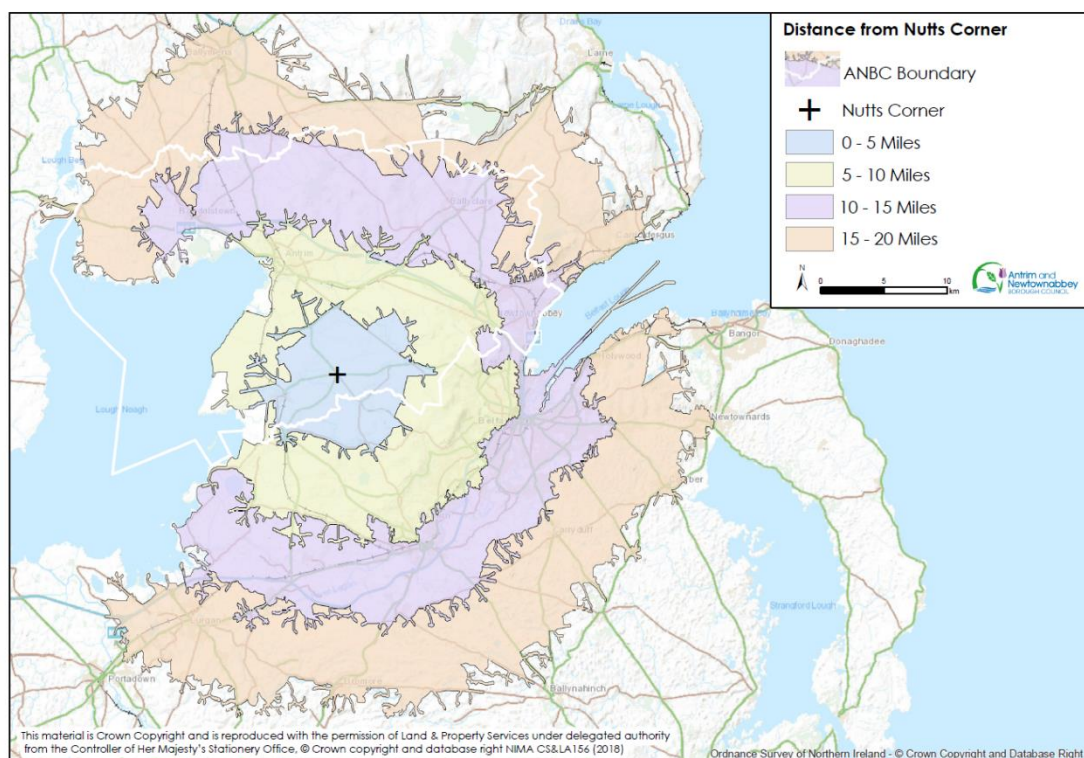 Distance from Nutts Corner
ANBC Boundary
Nutts Corner
0 - 5 Miles
5 - 10 Miles
10 - 15 Miles
15 - 20 Miles
N
0 5 10
km
Antrim and
Newtownabbey
BOROUGH COUNCIL
Larne
Lough Beg
Antrim
Bangor
Donaghadee
Holywood
Newtownards
Lough Neagh
Strangford Lough
Portadown
Ballynahinch
This material is Crown Copyright and is reproduced with the permission of Land & Property Services under delegated authority
from the Controller of Her Majesty's Stationery Office, © Crown copyright and database right NIMA CS&LA156 (2018)
Ordnance Survey of Northern Ireland - © Crown Copyright and Database Right